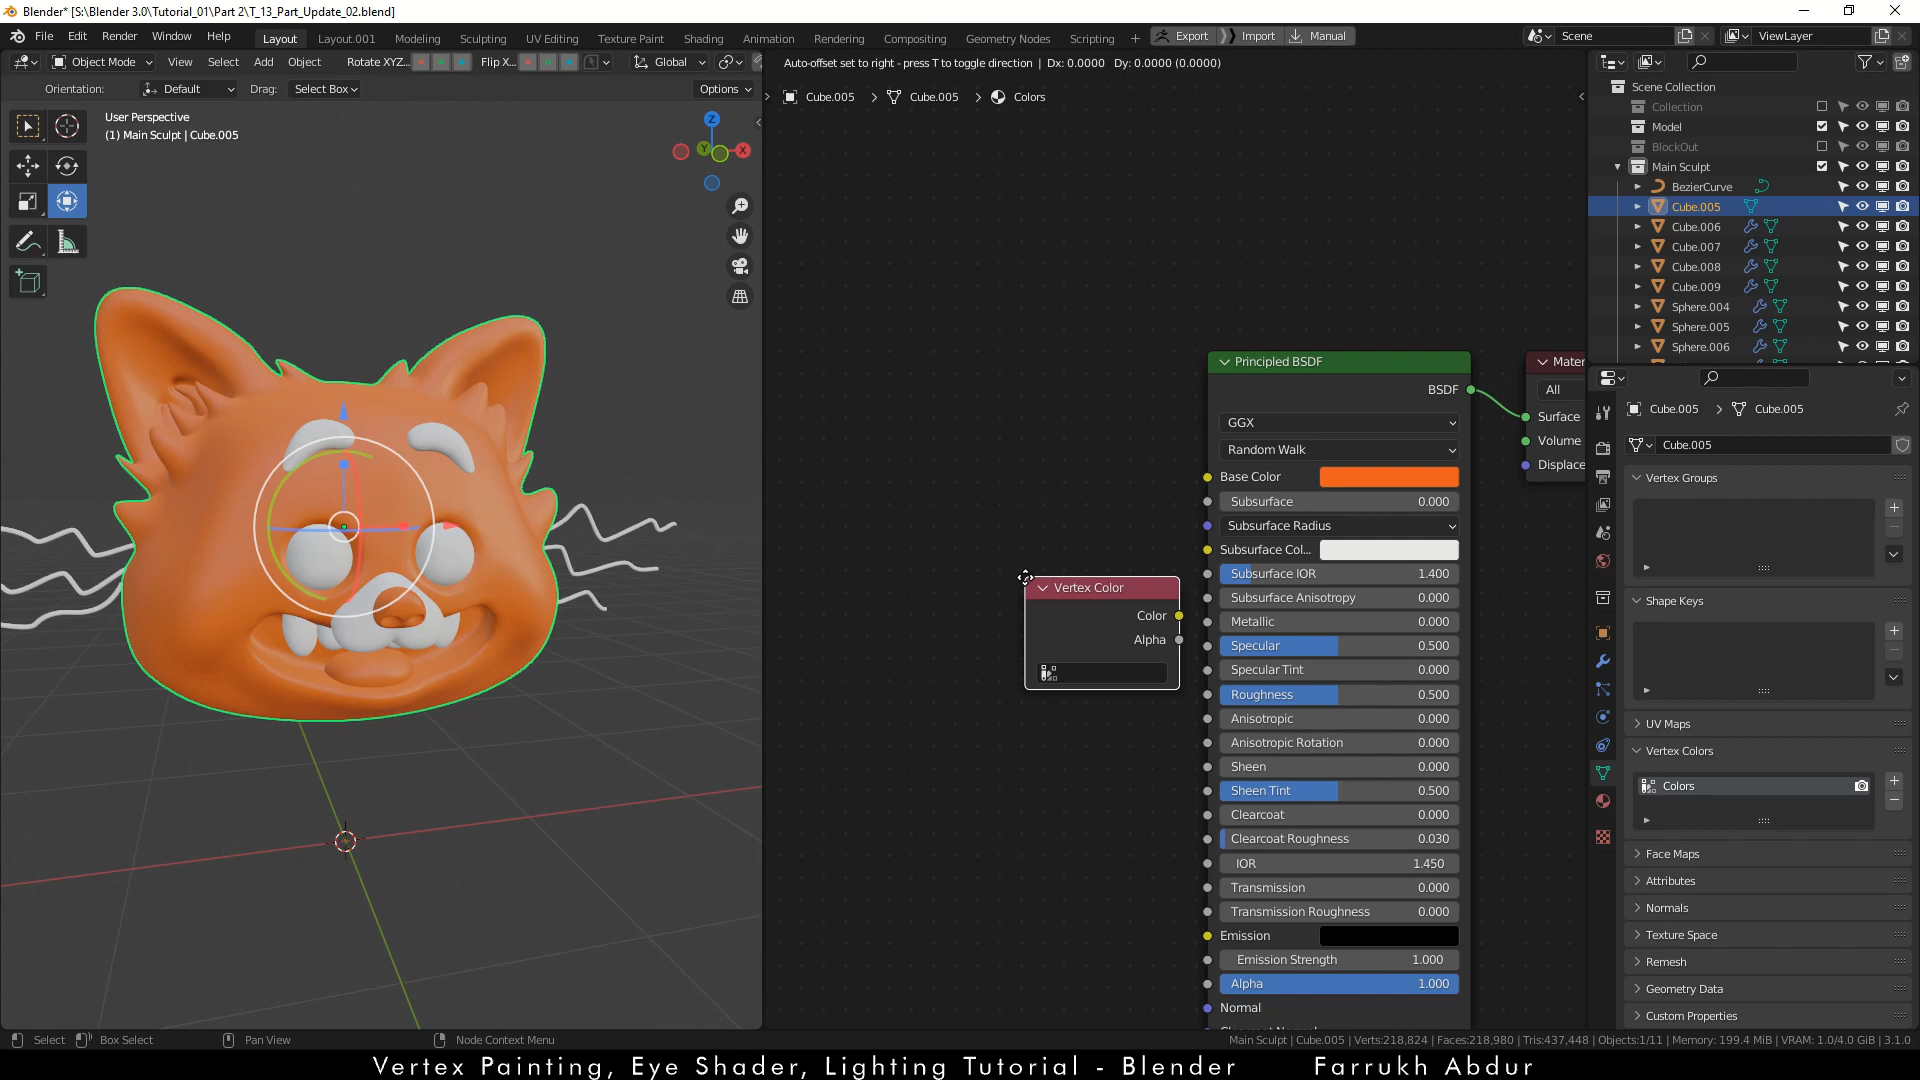 Blender* [S:\Blender 3.0\Tutorial_01\Part 2\T_13_Part_Update_02.blend]
File Edit Render Window Help Layout Layout.001 Modeling Sculpting UV Editing Texture Paint Shading Animation Rendering Compositing Geometry Nodes Scripting + Export Import Manual Scene ViewLayer
Object Mode View Select Add Object Rotate XYZ... Flip X... Global
Auto-offset set to right - press T to toggle direction | Dx: 0.0000 Dy: 0.0000 (0.0000)
Orientation: Default Drag: Select Box Options
Cube.005 > Cube.005 > Colors
User Perspective
(1) Main Sculpt | Cube.005
Z
Y
X
Principled BSDF
BSDF
GGX
Random Walk
Base Color
Subsurface 0.000
Subsurface Radius
Subsurface Col...
Subsurface IOR 1.400
Subsurface Anisotropy 0.000
Metallic 0.000
Specular 0.500
Specular Tint 0.000
Roughness 0.500
Anisotropic 0.000
Anisotropic Rotation 0.000
Sheen 0.000
Sheen Tint 0.500
Clearcoat 0.000
Clearcoat Roughness 0.030
IOR 1.450
Transmission 0.000
Transmission Roughness 0.000
Emission
Emission Strength 1.000
Alpha 1.000
Normal
Vertex Color
Color
Alpha
Mater
All
Surface
Volume
Displace
Scene Collection
Collection
Model
BlockOut
Main Sculpt
BezierCurve
Cube.005
Cube.006
Cube.007
Cube.008
Cube.009
Sphere.004
Sphere.005
Sphere.006
Cube.005 > Cube.005
Cube.005
Vertex Groups
Shape Keys
UV Maps
Vertex Colors
Colors
Face Maps
Attributes
Normals
Texture Space
Remesh
Geometry Data
Custom Properties
Select Box Select Pan View Node Context Menu
Main Sculpt | Cube.005 | Verts:218,824 | Faces:218,980 | Tris:437,448 | Objects:1/11 | Memory: 199.4 MiB | VRAM: 1.0/4.0 GiB | 3.1.0
Vertex Painting, Eye Shader, Lighting Tutorial - Blender Farrukh Abdur